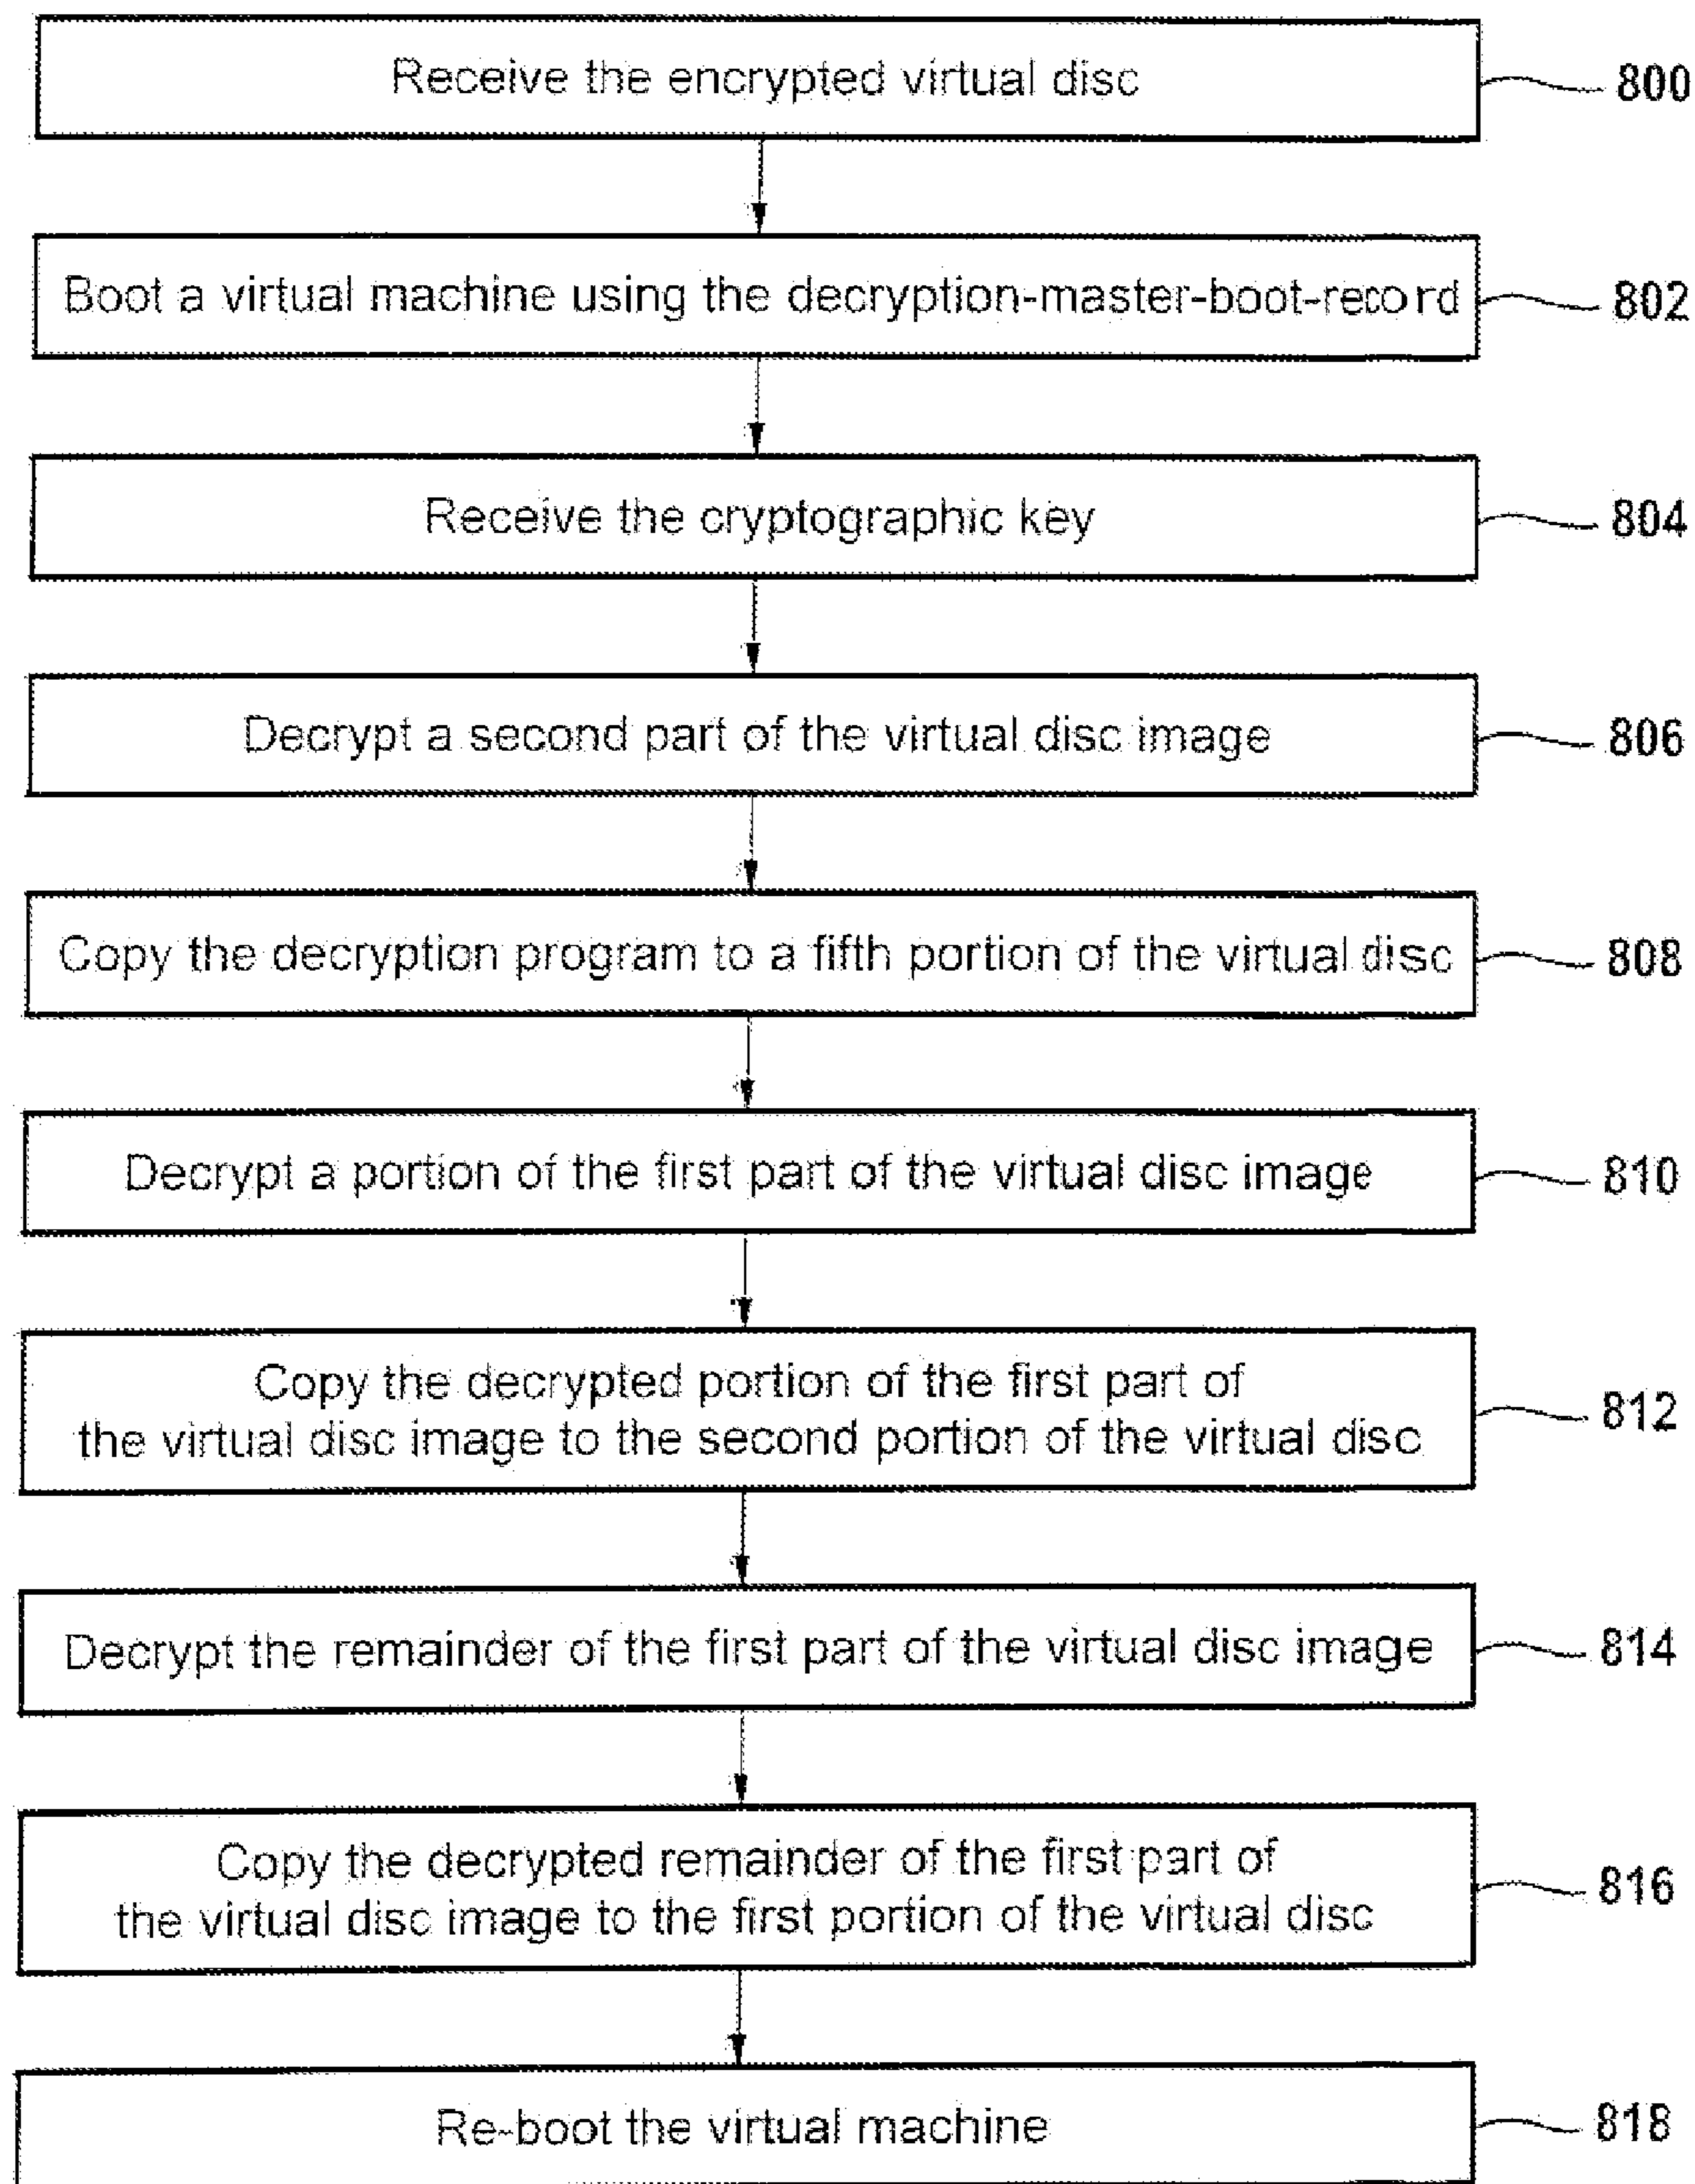 Receive the encrypted virtual disc
800
Boot a virtual machine using the decryption-master-boot-record
802
Receive the cryptographic key
804
Decrypt a second part of the virtual disc image
806
Copy the decryption program to a fifth portion of the virtual disc
808
Decrypt a portion of the first part of the virtual disc image
810
Copy the decrypted portion of the first part of
the virtual disc image to the second portion of the virtual disc
812
Decrypt the remainder of the first part of the virtual disc image
814
Copy the decrypted remainder of the first part of
the virtual disc image to the first portion of the virtual disc
816
Re-boot the virtual machine
818